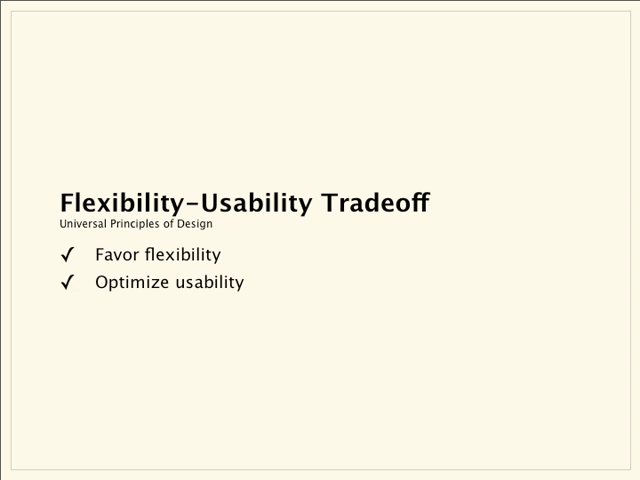 Flexibility–Usability Tradeoff
Universal Principles of Design
✓ Favor flexibility
✓ Optimize usability